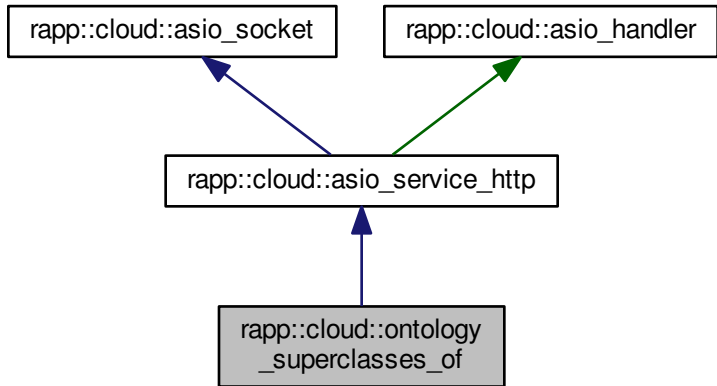 rapp::cloud::asio_socket
rapp::cloud::asio_handler
rapp::cloud::asio_service_http
rapp::cloud::ontology
_superclasses_of